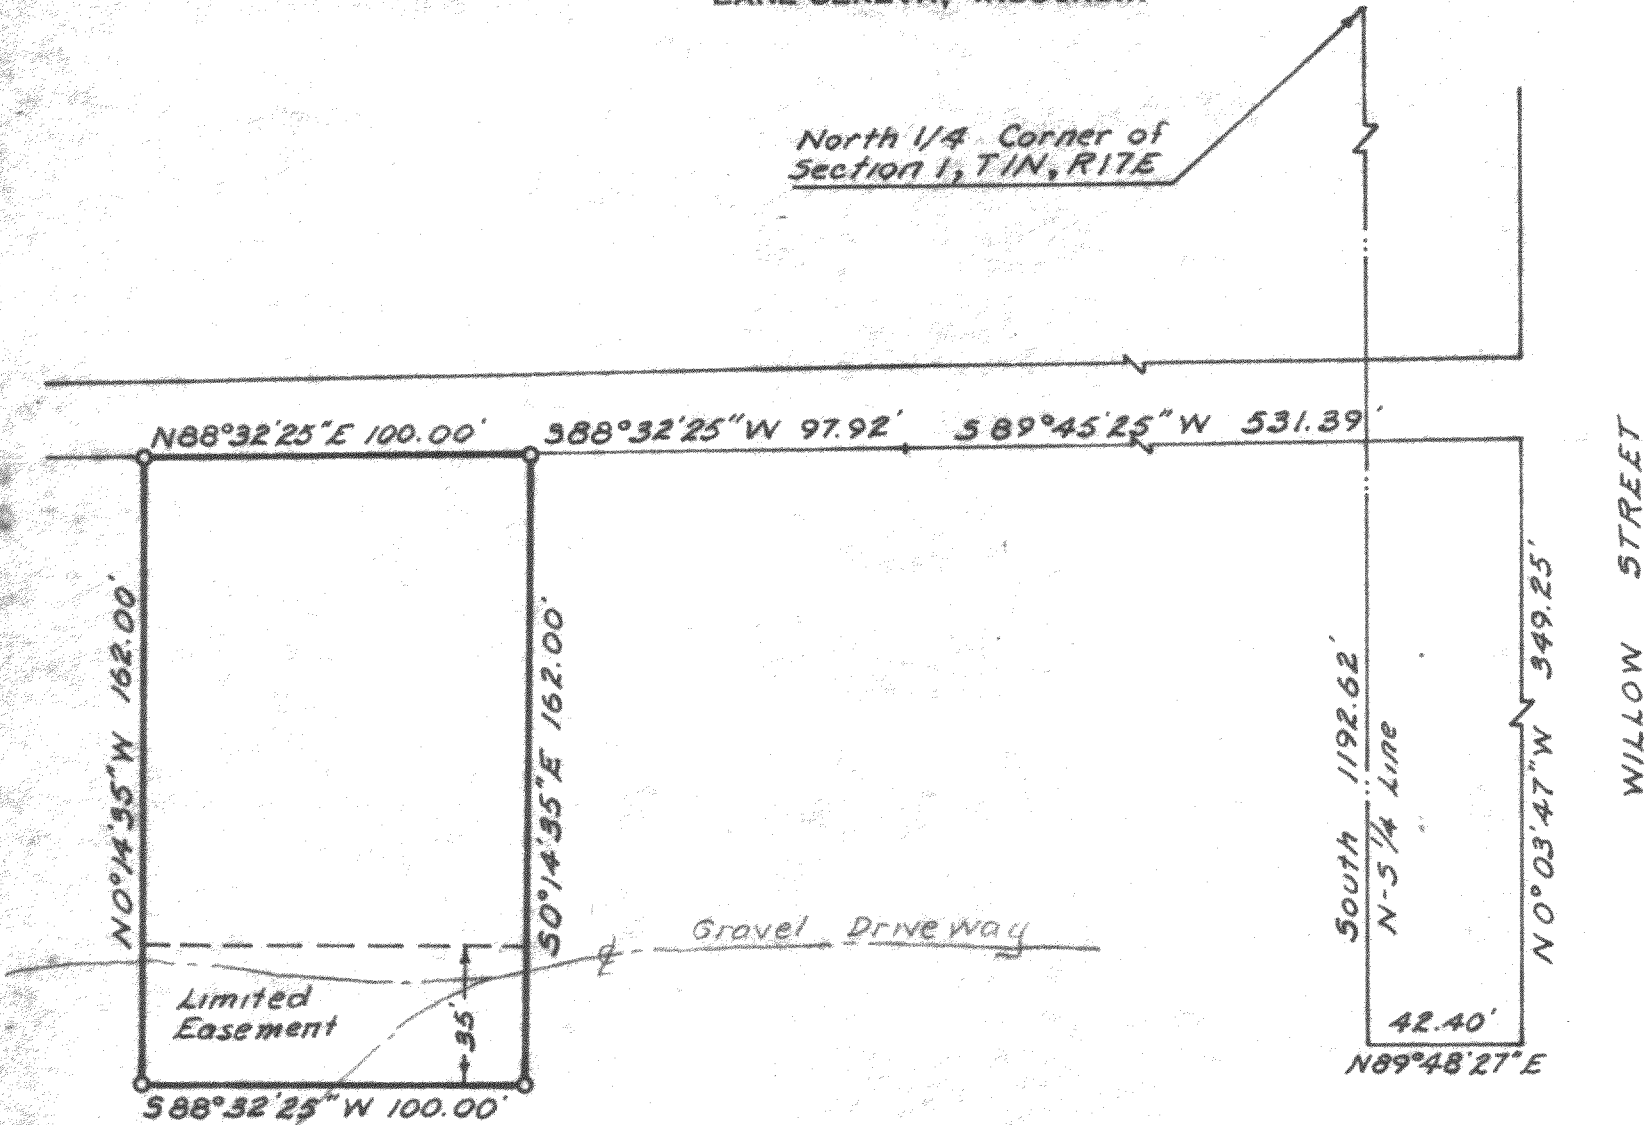 North 1/4 Corner of
Section 1, T1N, R17E
N88°32'25"E 100.00'
S88°32'25"W 97.92'
S89°45'25"W 531.39'
WILLOW STREET
N0°14'35"W 162.00'
S0°14'35"E 162.00'
South 1192.62'
N-S 1/4 Line
N0°03'47"W 349.25'
Gravel Driveway
Limited
Easement
35'
42.40'
N89°48'27"E
S88°32'25"W 100.00'